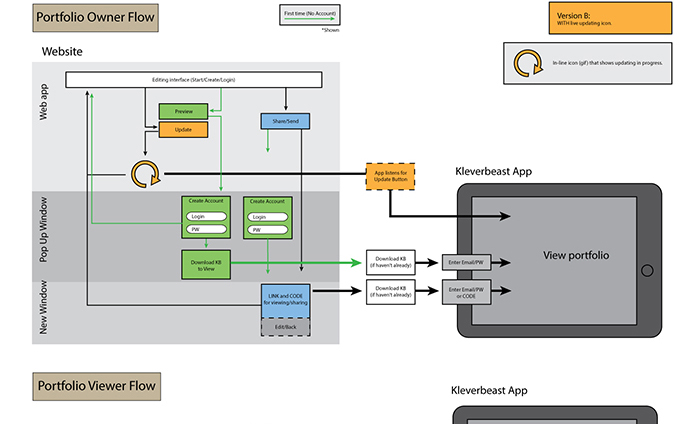 Portfolio Owner Flow
First time (No Account)
*Shown
Version B:
WITH live updating icon.
In-line icon (gif) that shows updating in progress.
Website
Web app
Editing interface (Start/Create/Login)
Preview
Update
Share/Send
App listens for
Update Button
Kleverbeast App
Pop Up Window
Create Account
Login
PW
Create Account
Login
PW
Download KB
to View
Download KB
(if haven't already)
Enter Email/PW
View portfolio
New Window
LINK and CODE
for viewing/sharing
Edit/Back
Download KB
(if haven't already)
Enter Email/PW
or CODE
Portfolio Viewer Flow
Kleverbeast App